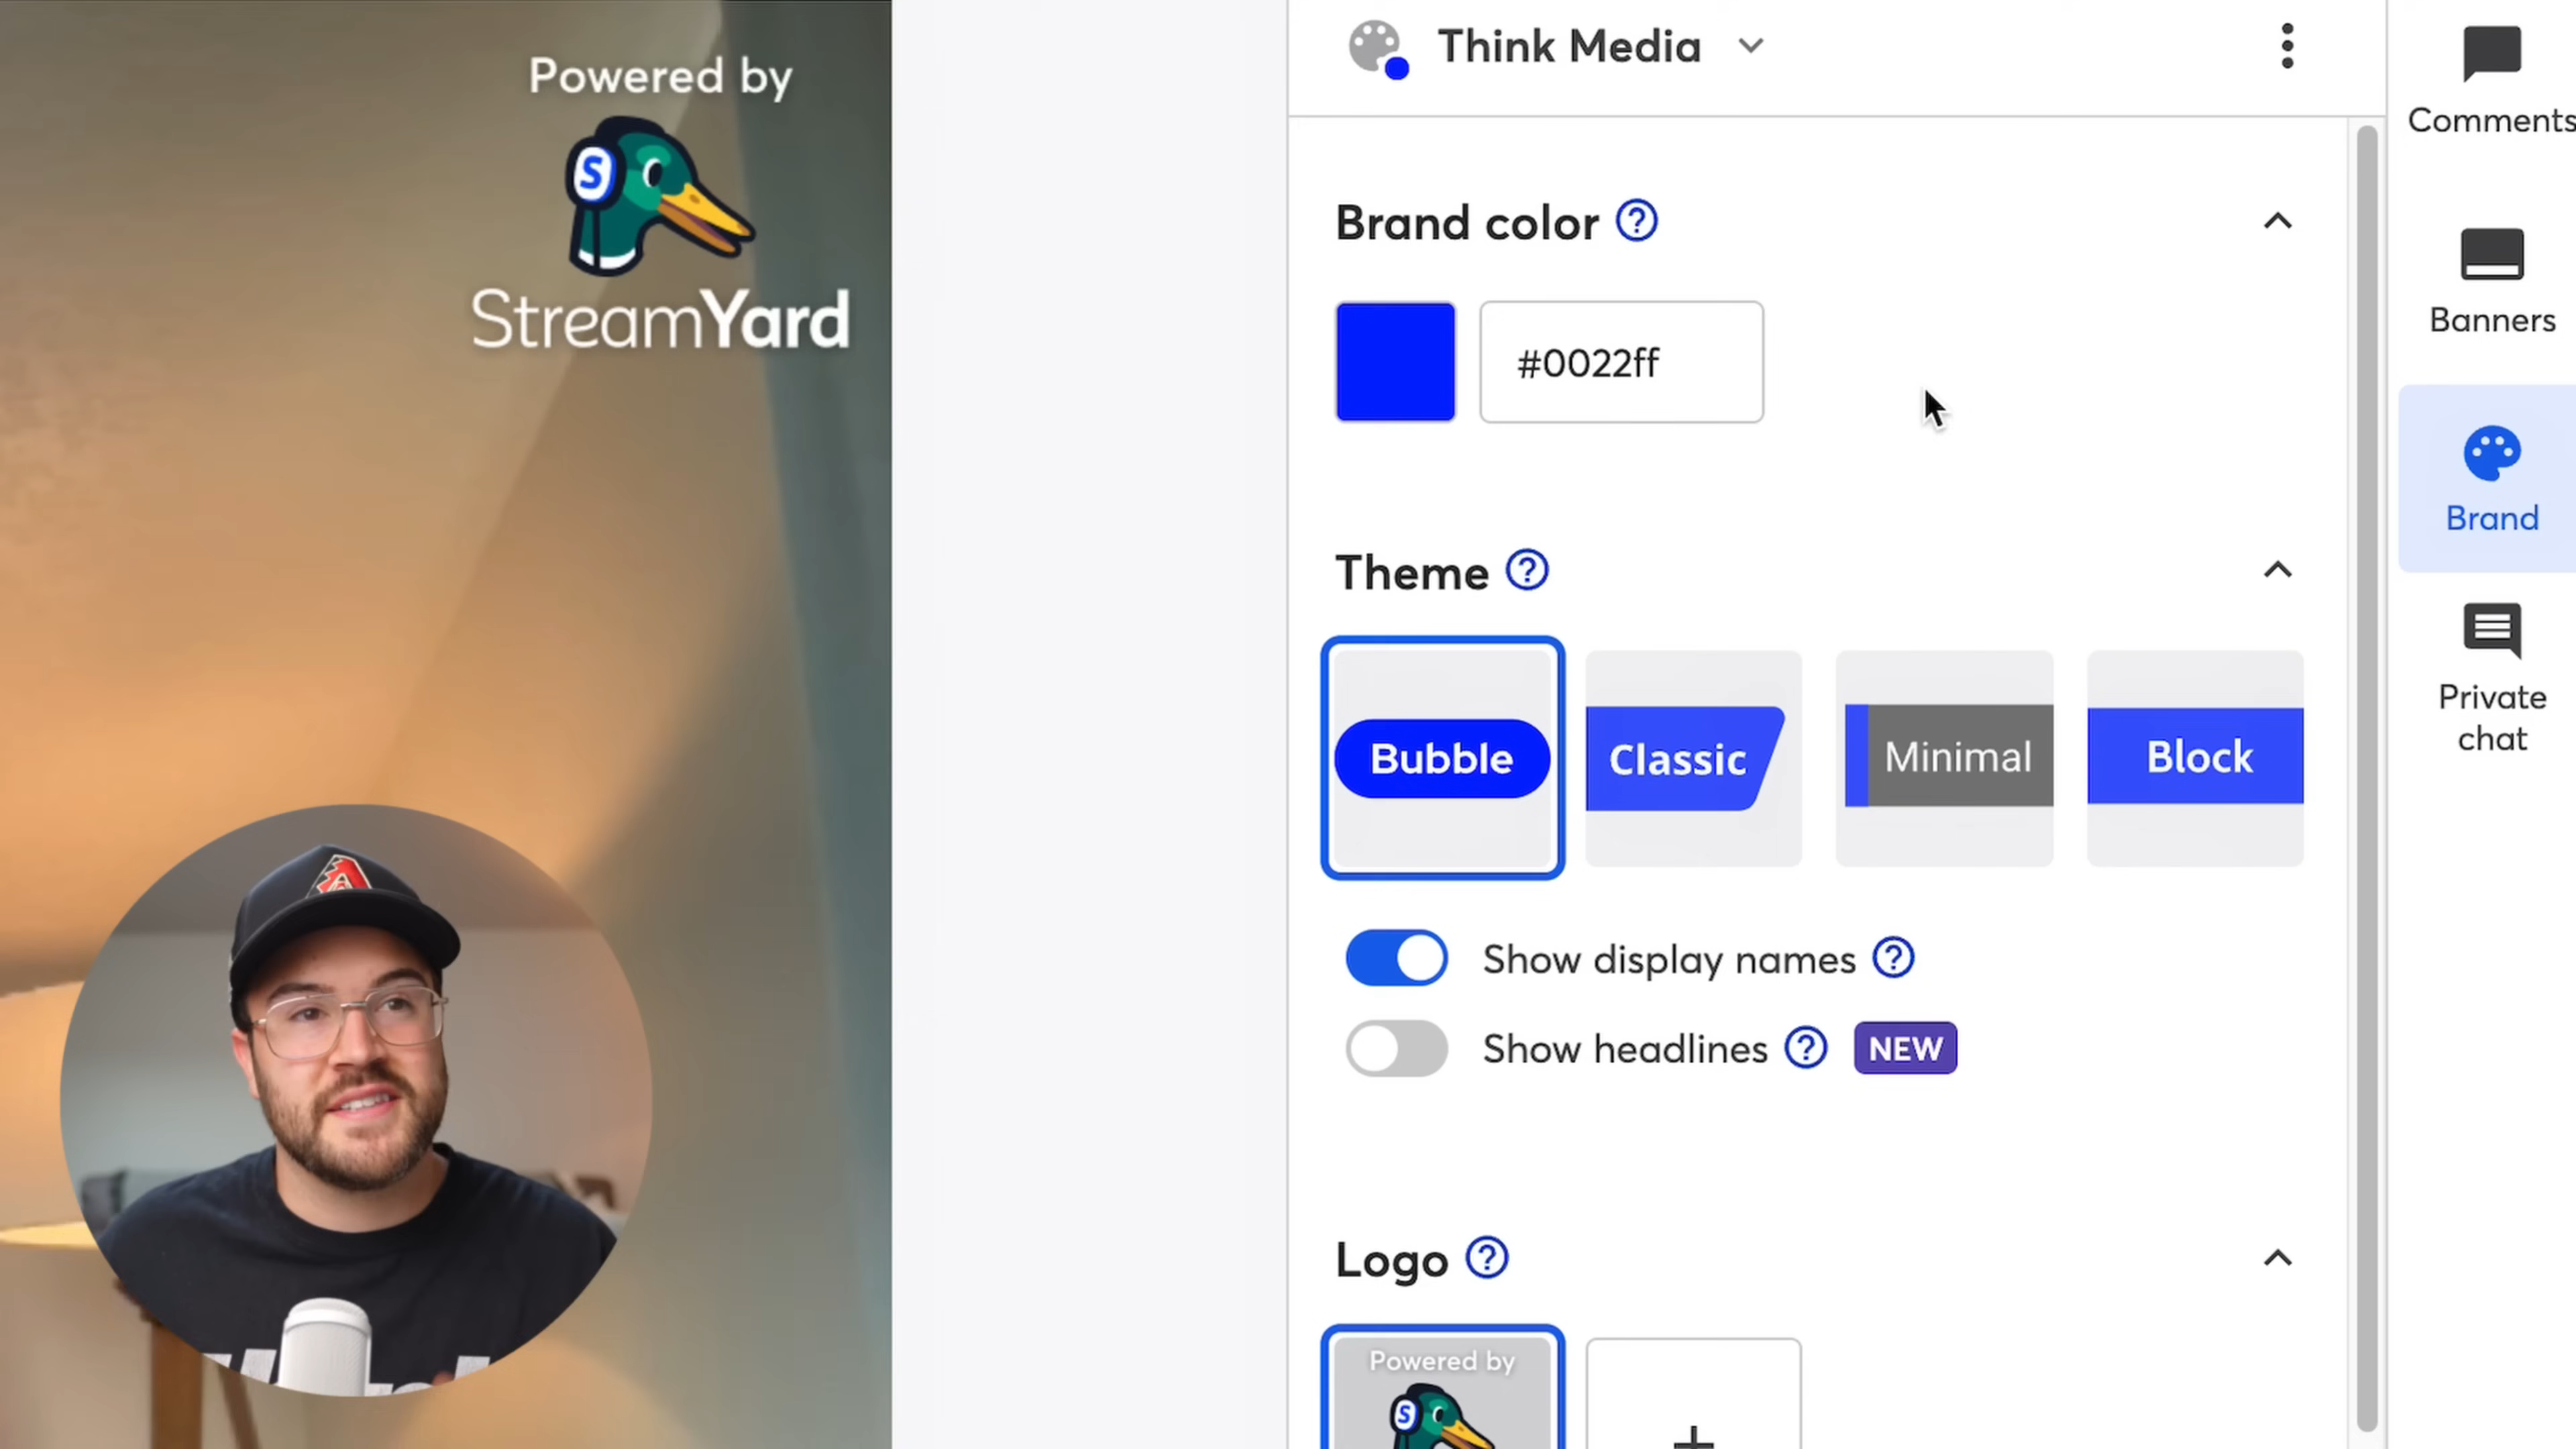 Powered by
S
StreamYard
Think Media
Brand color ?
#0022ff
Theme ?
Bubble
Classic
Minimal
Block
Show display names ?
Show headlines ? NEW
Logo ?
Powered by
S
+
Comments
Banners
Brand
Private
chat
A